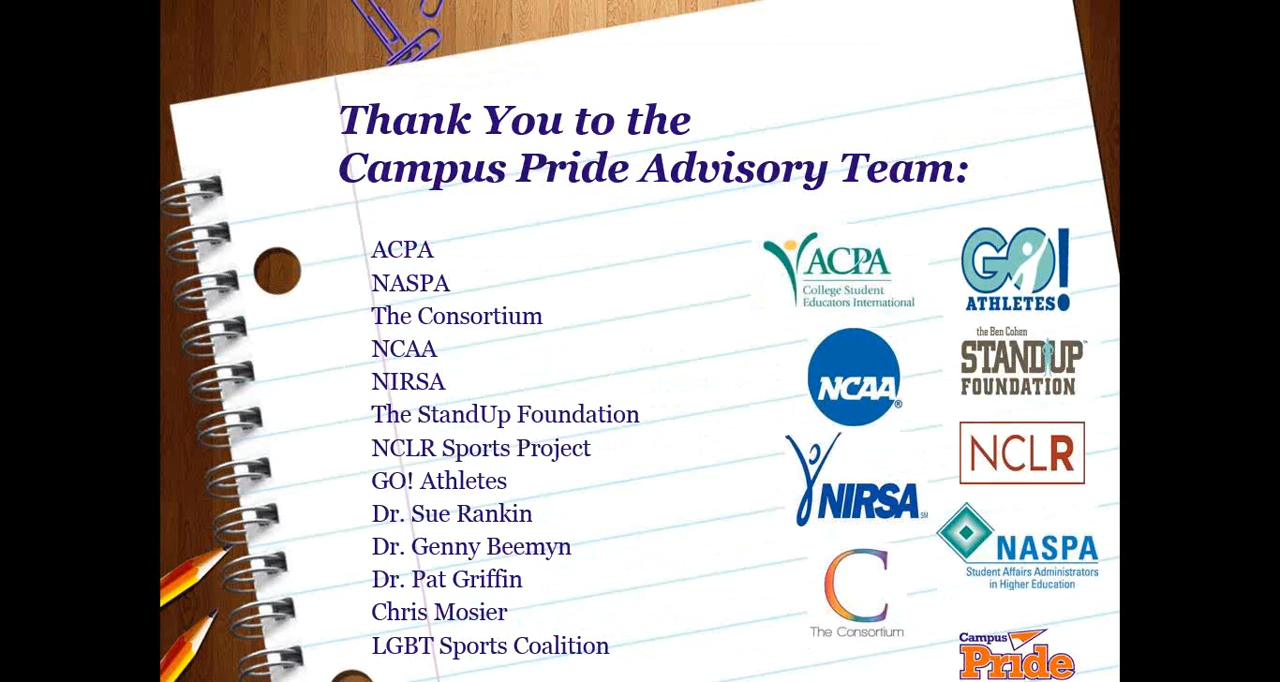 Thank You to the
Campus Pride Advisory Team:
ACPA
NASPA
The Consortium
NCAA
NIRSA
The StandUp Foundation
NCLR Sports Project
GO! Athletes
Dr. Sue Rankin
Dr. Genny Beemyn
Dr. Pat Griffin
Chris Mosier
LGBT Sports Coalition
ACPA
College Student
Educators International
GO!
ATHLETES
NCAA®
the Ben Cohen
STANDUP™
FOUNDATION
NIRSA SM
NCLR
NASPA
Student Affairs Administrators
in Higher Education
C
The Consortium
Campus
Pride